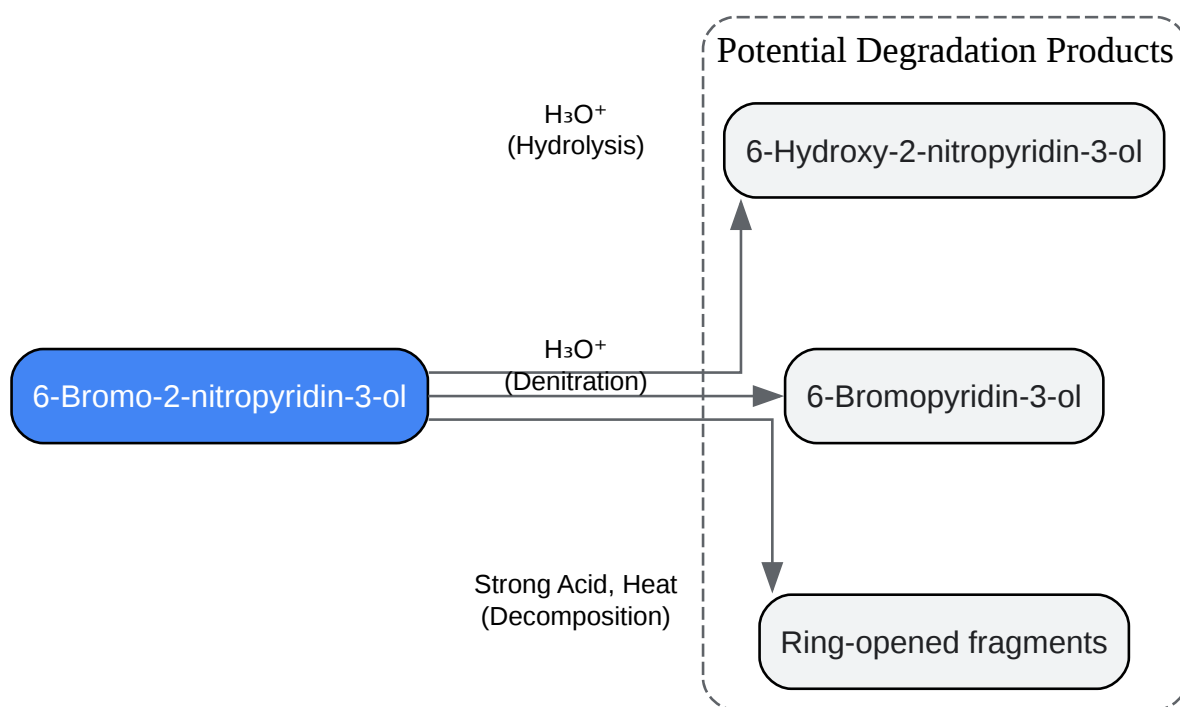 Potential Degradation Products
H₃O⁺
(Hydrolysis)
6-Hydroxy-2-nitropyridin-3-ol
6-Bromo-2-nitropyridin-3-ol
H₃O⁺
(Denitration)
6-Bromopyridin-3-ol
Strong Acid, Heat
(Decomposition)
Ring-opened fragments